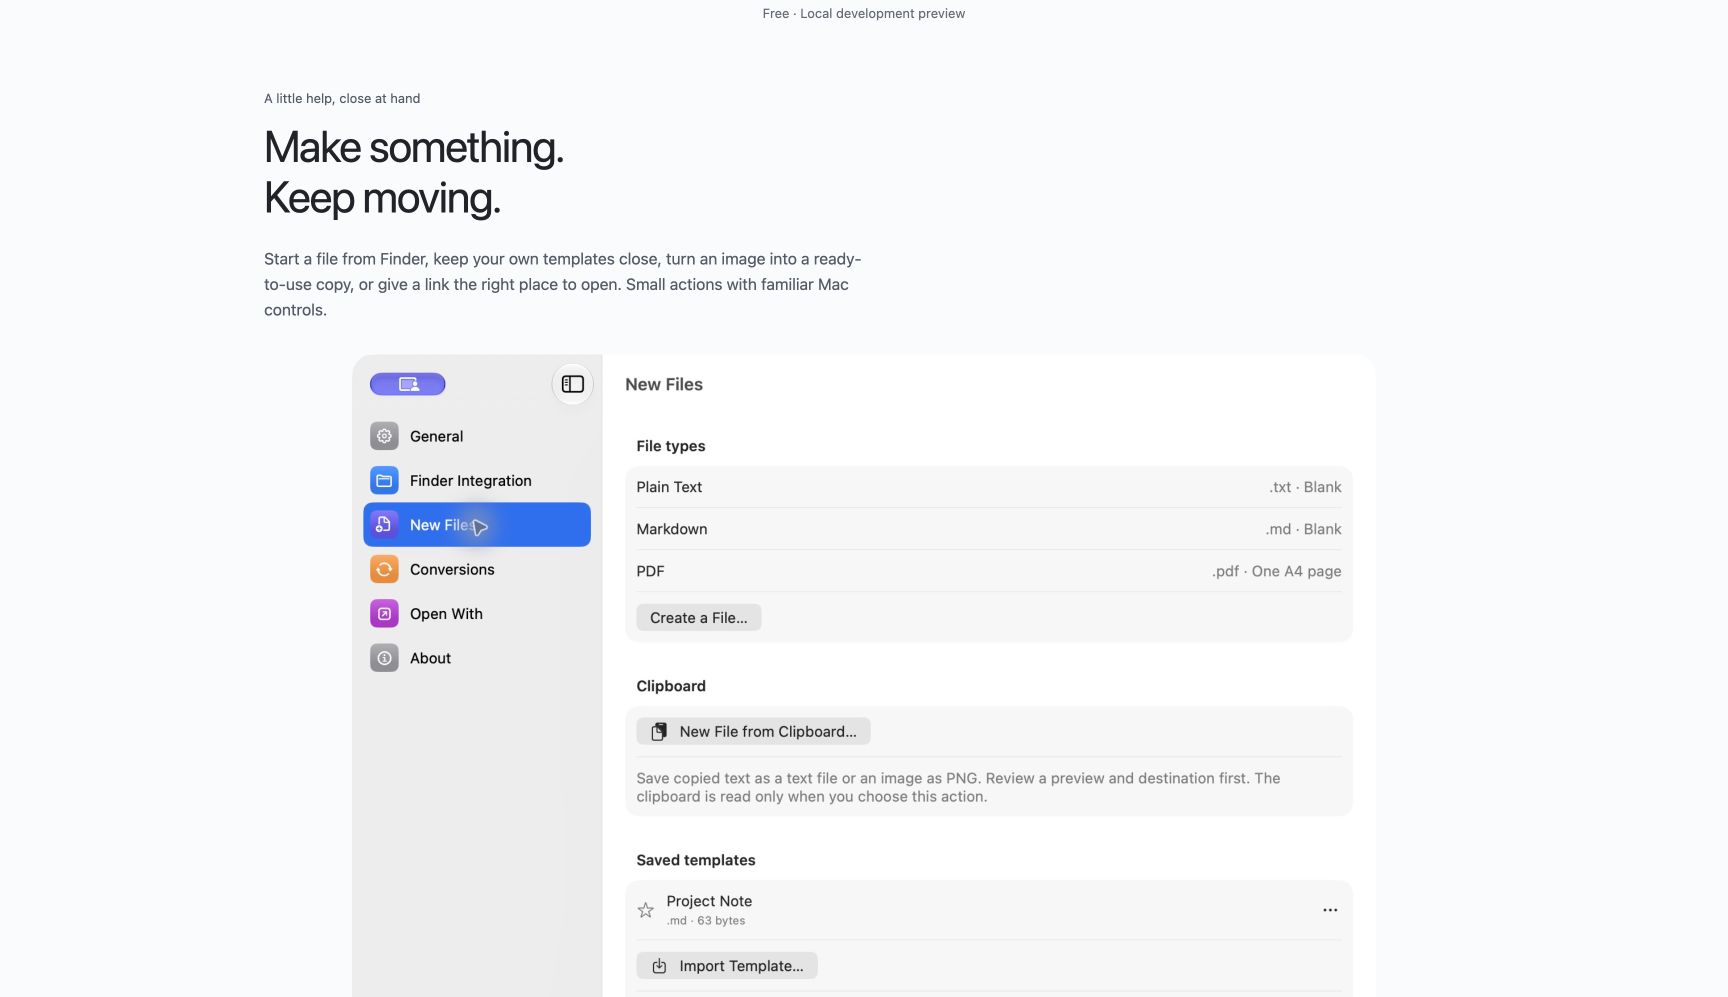 Free · Local development preview
A little help, close at hand
Make something.
Keep moving.
Start a file from Finder, keep your own templates close, turn an image into a ready-
to-use copy, or give a link the right place to open. Small actions with familiar Mac
controls.
General
Finder Integration
New Files
Conversions
Open With
About
New Files
File types
Plain Text .txt · Blank
Markdown .md · Blank
PDF .pdf · One A4 page
Create a File...
Clipboard
New File from Clipboard...
Save copied text as a text file or an image as PNG. Review a preview and destination first. The
clipboard is read only when you choose this action.
Saved templates
Project Note
.md · 63 bytes
Import Template...